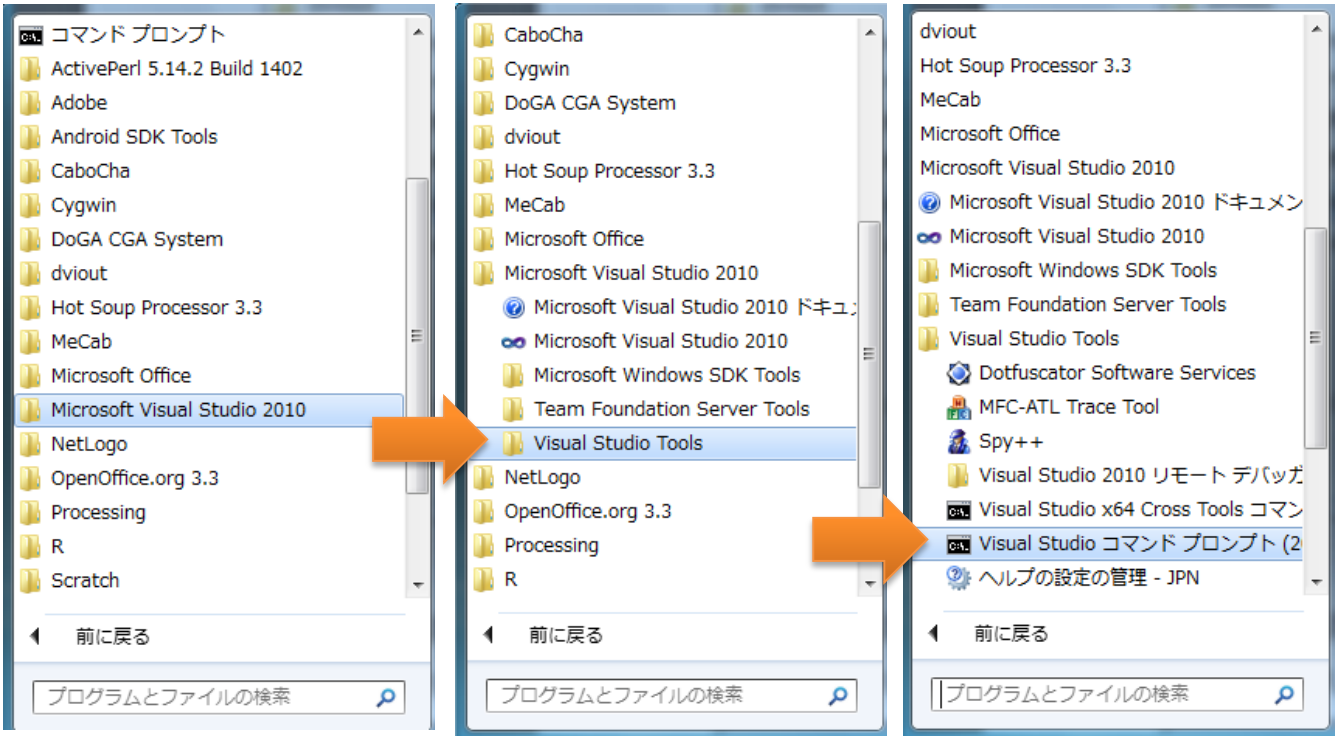 コマンド プロンプト
ActivePerl 5.14.2 Build 1402
Adobe
Android SDK Tools
CaboCha
Cygwin
DoGA CGA System
dviout
Hot Soup Processor 3.3
MeCab
Microsoft Office
Microsoft Visual Studio 2010
NetLogo
OpenOffice.org 3.3
Processing
R
Scratch
前に戻る
プログラムとファイルの検索
CaboCha
Cygwin
DoGA CGA System
dviout
Hot Soup Processor 3.3
MeCab
Microsoft Office
Microsoft Visual Studio 2010
Microsoft Visual Studio 2010 ドキュ
Microsoft Visual Studio 2010
Microsoft Windows SDK Tools
Team Foundation Server Tools
Visual Studio Tools
NetLogo
OpenOffice.org 3.3
Processing
R
前に戻る
プログラムとファイルの検索
dviout
Hot Soup Processor 3.3
MeCab
Microsoft Office
Microsoft Visual Studio 2010
Microsoft Visual Studio 2010 ドキュメン
Microsoft Visual Studio 2010
Microsoft Windows SDK Tools
Team Foundation Server Tools
Visual Studio Tools
Dotfuscator Software Services
MFC-ATL Trace Tool
Spy++
Visual Studio 2010 リモート デバッガ
Visual Studio x64 Cross Tools コマン
Visual Studio コマンド プロンプト (2
ヘルプの設定の管理 - JPN
前に戻る
プログラムとファイルの検索